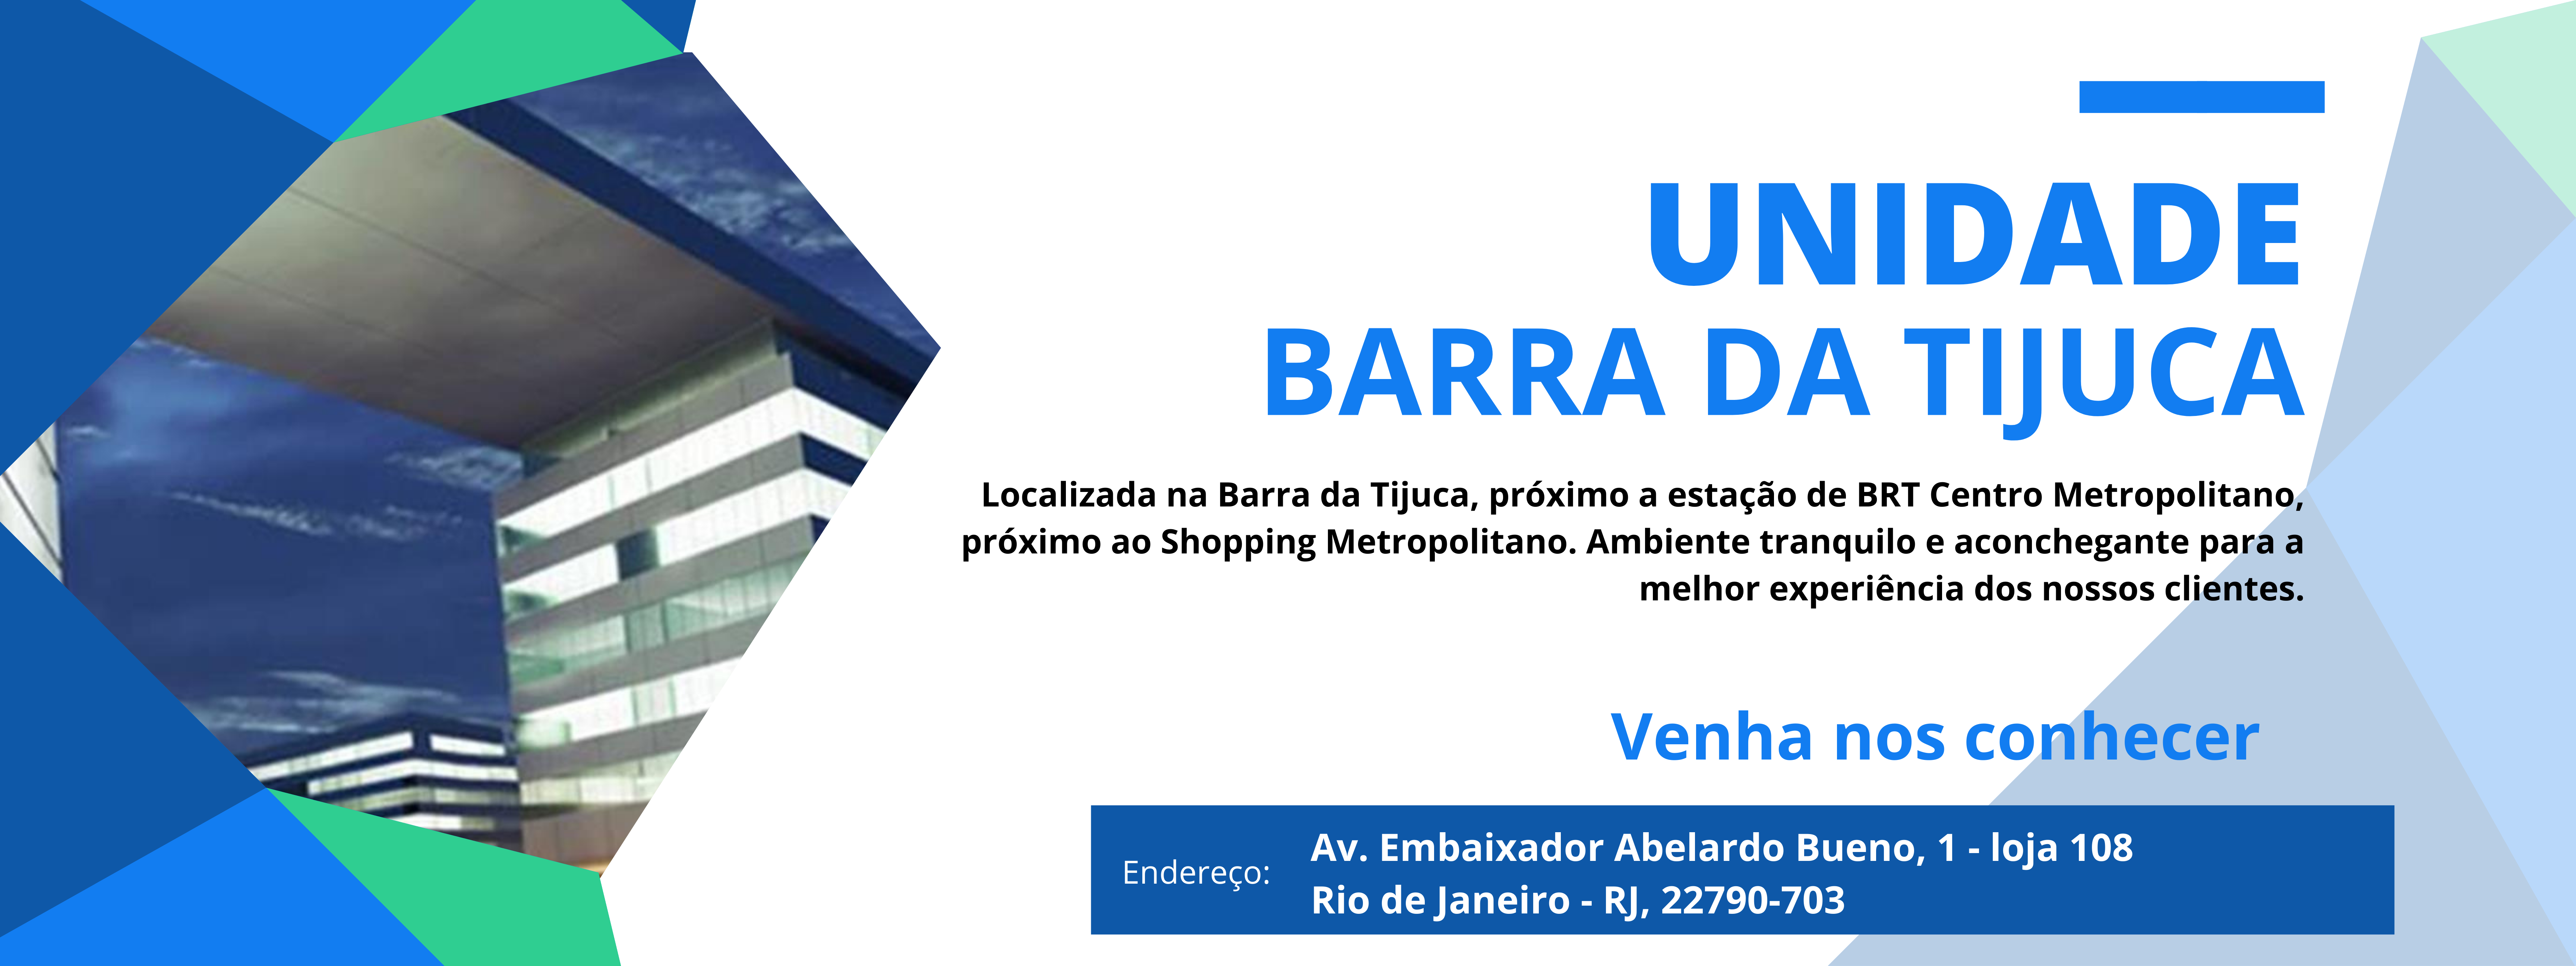 UNIDADE
BARRA DA TIJUCA
Localizada na Barra da Tijuca, próximo a estação de BRT Centro Metropolitano,
próximo ao Shopping Metropolitano. Ambiente tranquilo e aconchegante para a
melhor experiência dos nossos clientes.
Venha nos conhecer
Endereço:
Av. Embaixador Abelardo Bueno, 1 - loja 108
Rio de Janeiro - RJ, 22790-703